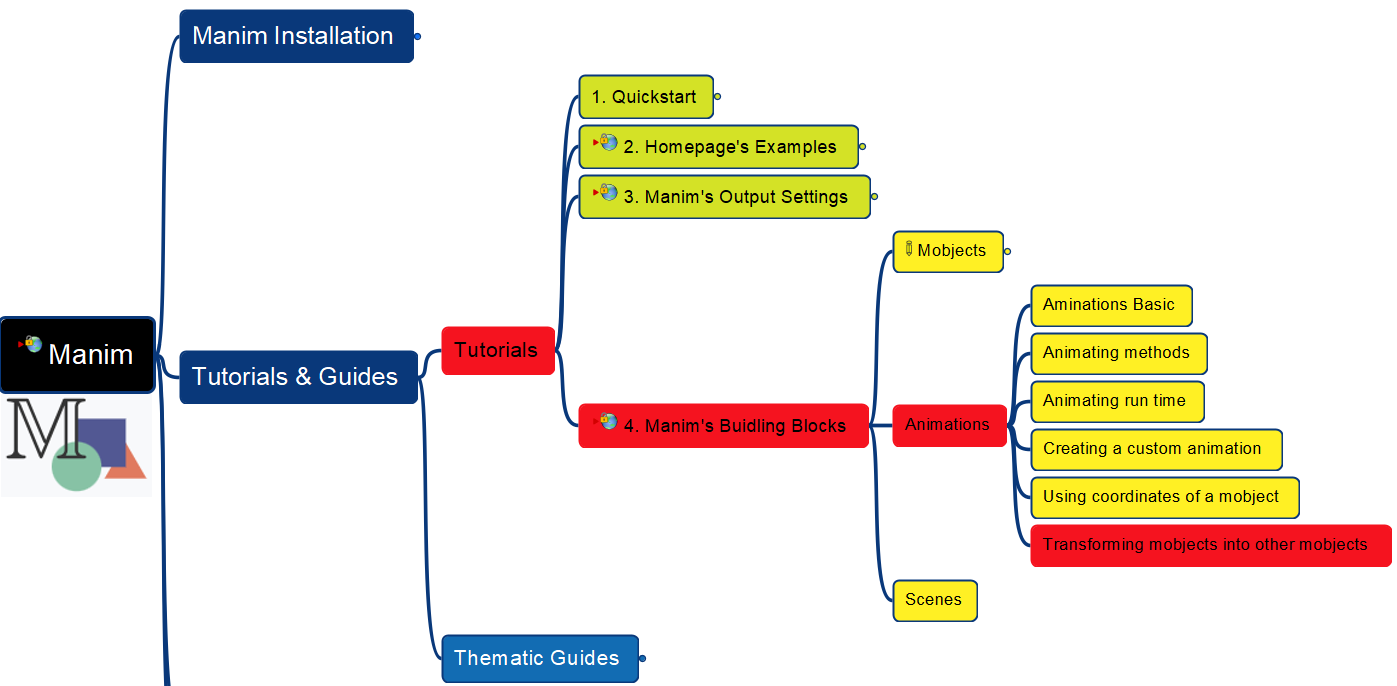 Manim Installation
1. Quickstart
2. Homepage's Examples
3. Manim's Output Settings
Mobjects
Aminations Basic
Manim
Tutorials
Animating methods
Tutorials & Guides
Animating run time
4. Manim's Buidling Blocks
Animations
Creating a custom animation
M
Using coordinates of a mobject
Transforming mobjects into other mobjects
Scenes
Thematic Guides